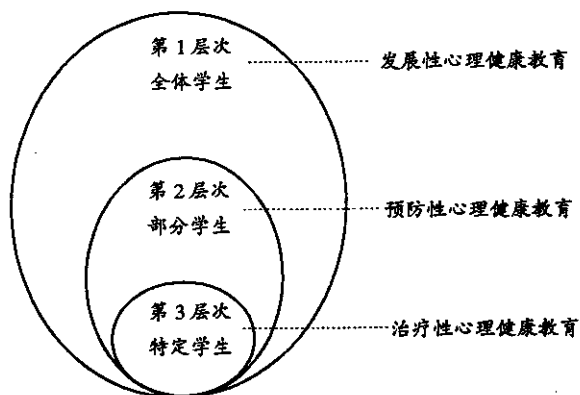 第1层次
全体学生
发展性心理健康教育
第2层次
部分学生
预防性心理健康教育
第3层次
特定学生
治疗性心理健康教育